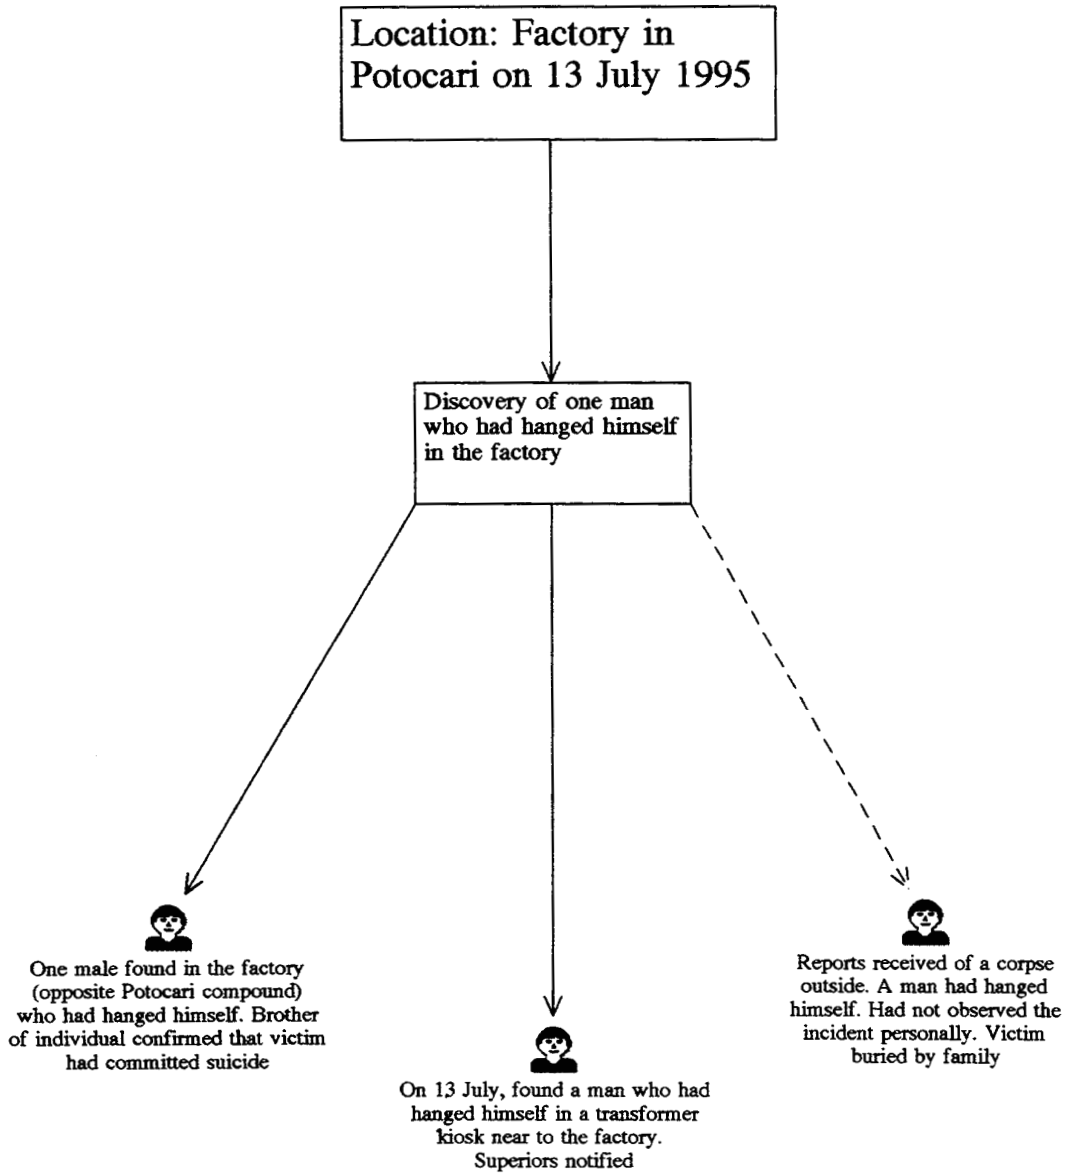 Location: Factory in
Potocari on 13 July 1995
Discovery of one man
who had hanged himself
in the factory
One male found in the factory
(opposite Potocari compound)
who had hanged himself. Brother
of individual confirmed that victim
had committed suicide
On 13 July, found a man who had
hanged himself in a transformer
kiosk near to the factory.
Superiors notified
Reports received of a corpse
outside. A man had hanged
himself. Had not observed the
incident personally. Victim
buried by family